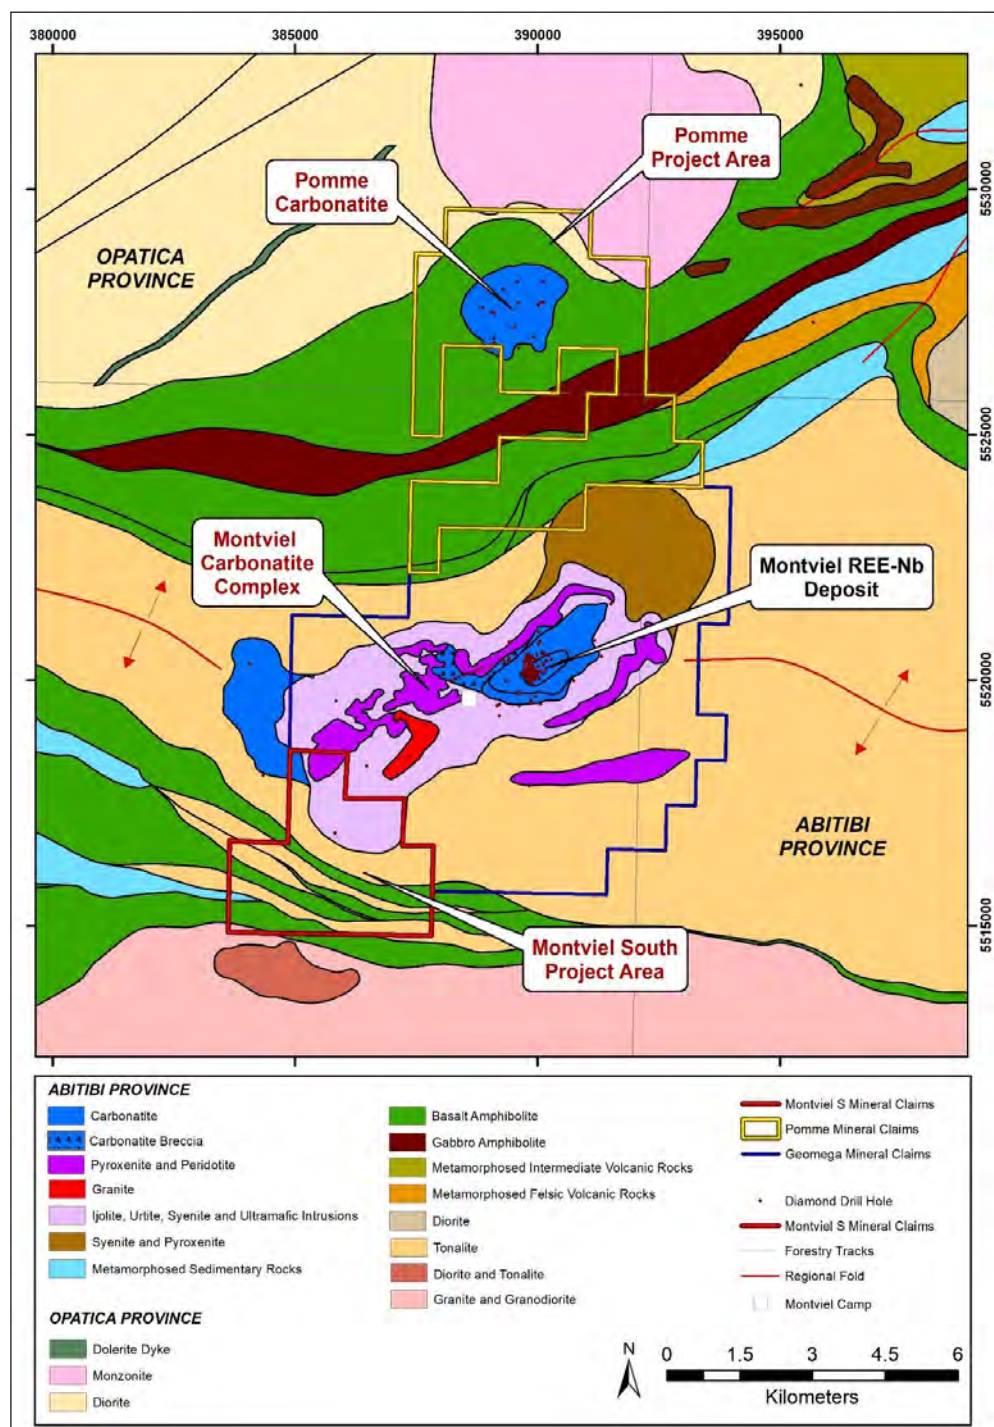 380000
385000
390000
395000
Pomme
Project Area
Pomme
Carbonatite
5530000
OPATICA
PROVINCE
5525000
Montviel
Carbonatite
Complex
Montviel REE-Nb
Deposit
5520000
ABITIBI
PROVINCE
5515000
Montviel South
Project Area
ABITIBI PROVINCE
Carbonatite
Carbonatite Breccia
Pyroxenite and Peridotite
Granite
Ijolite, Urtite, Syenite and Ultramafic Intrusions
Syenite and Pyroxenite
Metamorphosed Sedimentary Rocks
OPATICA PROVINCE
Dolerite Dyke
Monzonite
Diorite
Basalt Amphibolite
Gabbro Amphibolite
Metamorphosed Intermediate Volcanic Rocks
Metamorphosed Felsic Volcanic Rocks
Diorite
Tonalite
Diorite and Tonalite
Granite and Granodiorite
Montviel S Mineral Claims
Pomme Mineral Claims
Geomega Mineral Claims
Diamond Drill Hole
Montviel S Mineral Claims
Forestry Tracks
Regional Fold
Montviel Camp
N
0 1.5 3 4.5 6
Kilometers